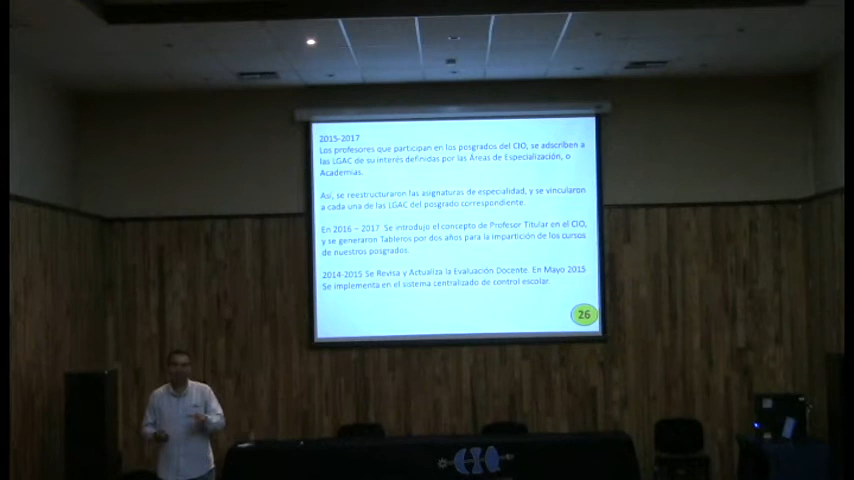 2015-2017
Los profesores que participan en los posgrados del CIO, se adscriben a
las LGAC de su interés definidas por las Áreas de Especialización, o
Academias.
Así, se reestructuraron las asignaturas de especialidad, y se vincularon
a cada una de las LGAC del posgrado correspondiente.
En 2016 – 2017 Se introdujo el concepto de Profesor Titular en el CIO,
y se generaron Tableros por dos años para la impartición de los cursos
de nuestros posgrados.
2014-2015 Se Revisa y Actualiza la Evaluación Docente. En Mayo 2015
Se implementa en el sistema centralizado de control escolar.
26
CIO